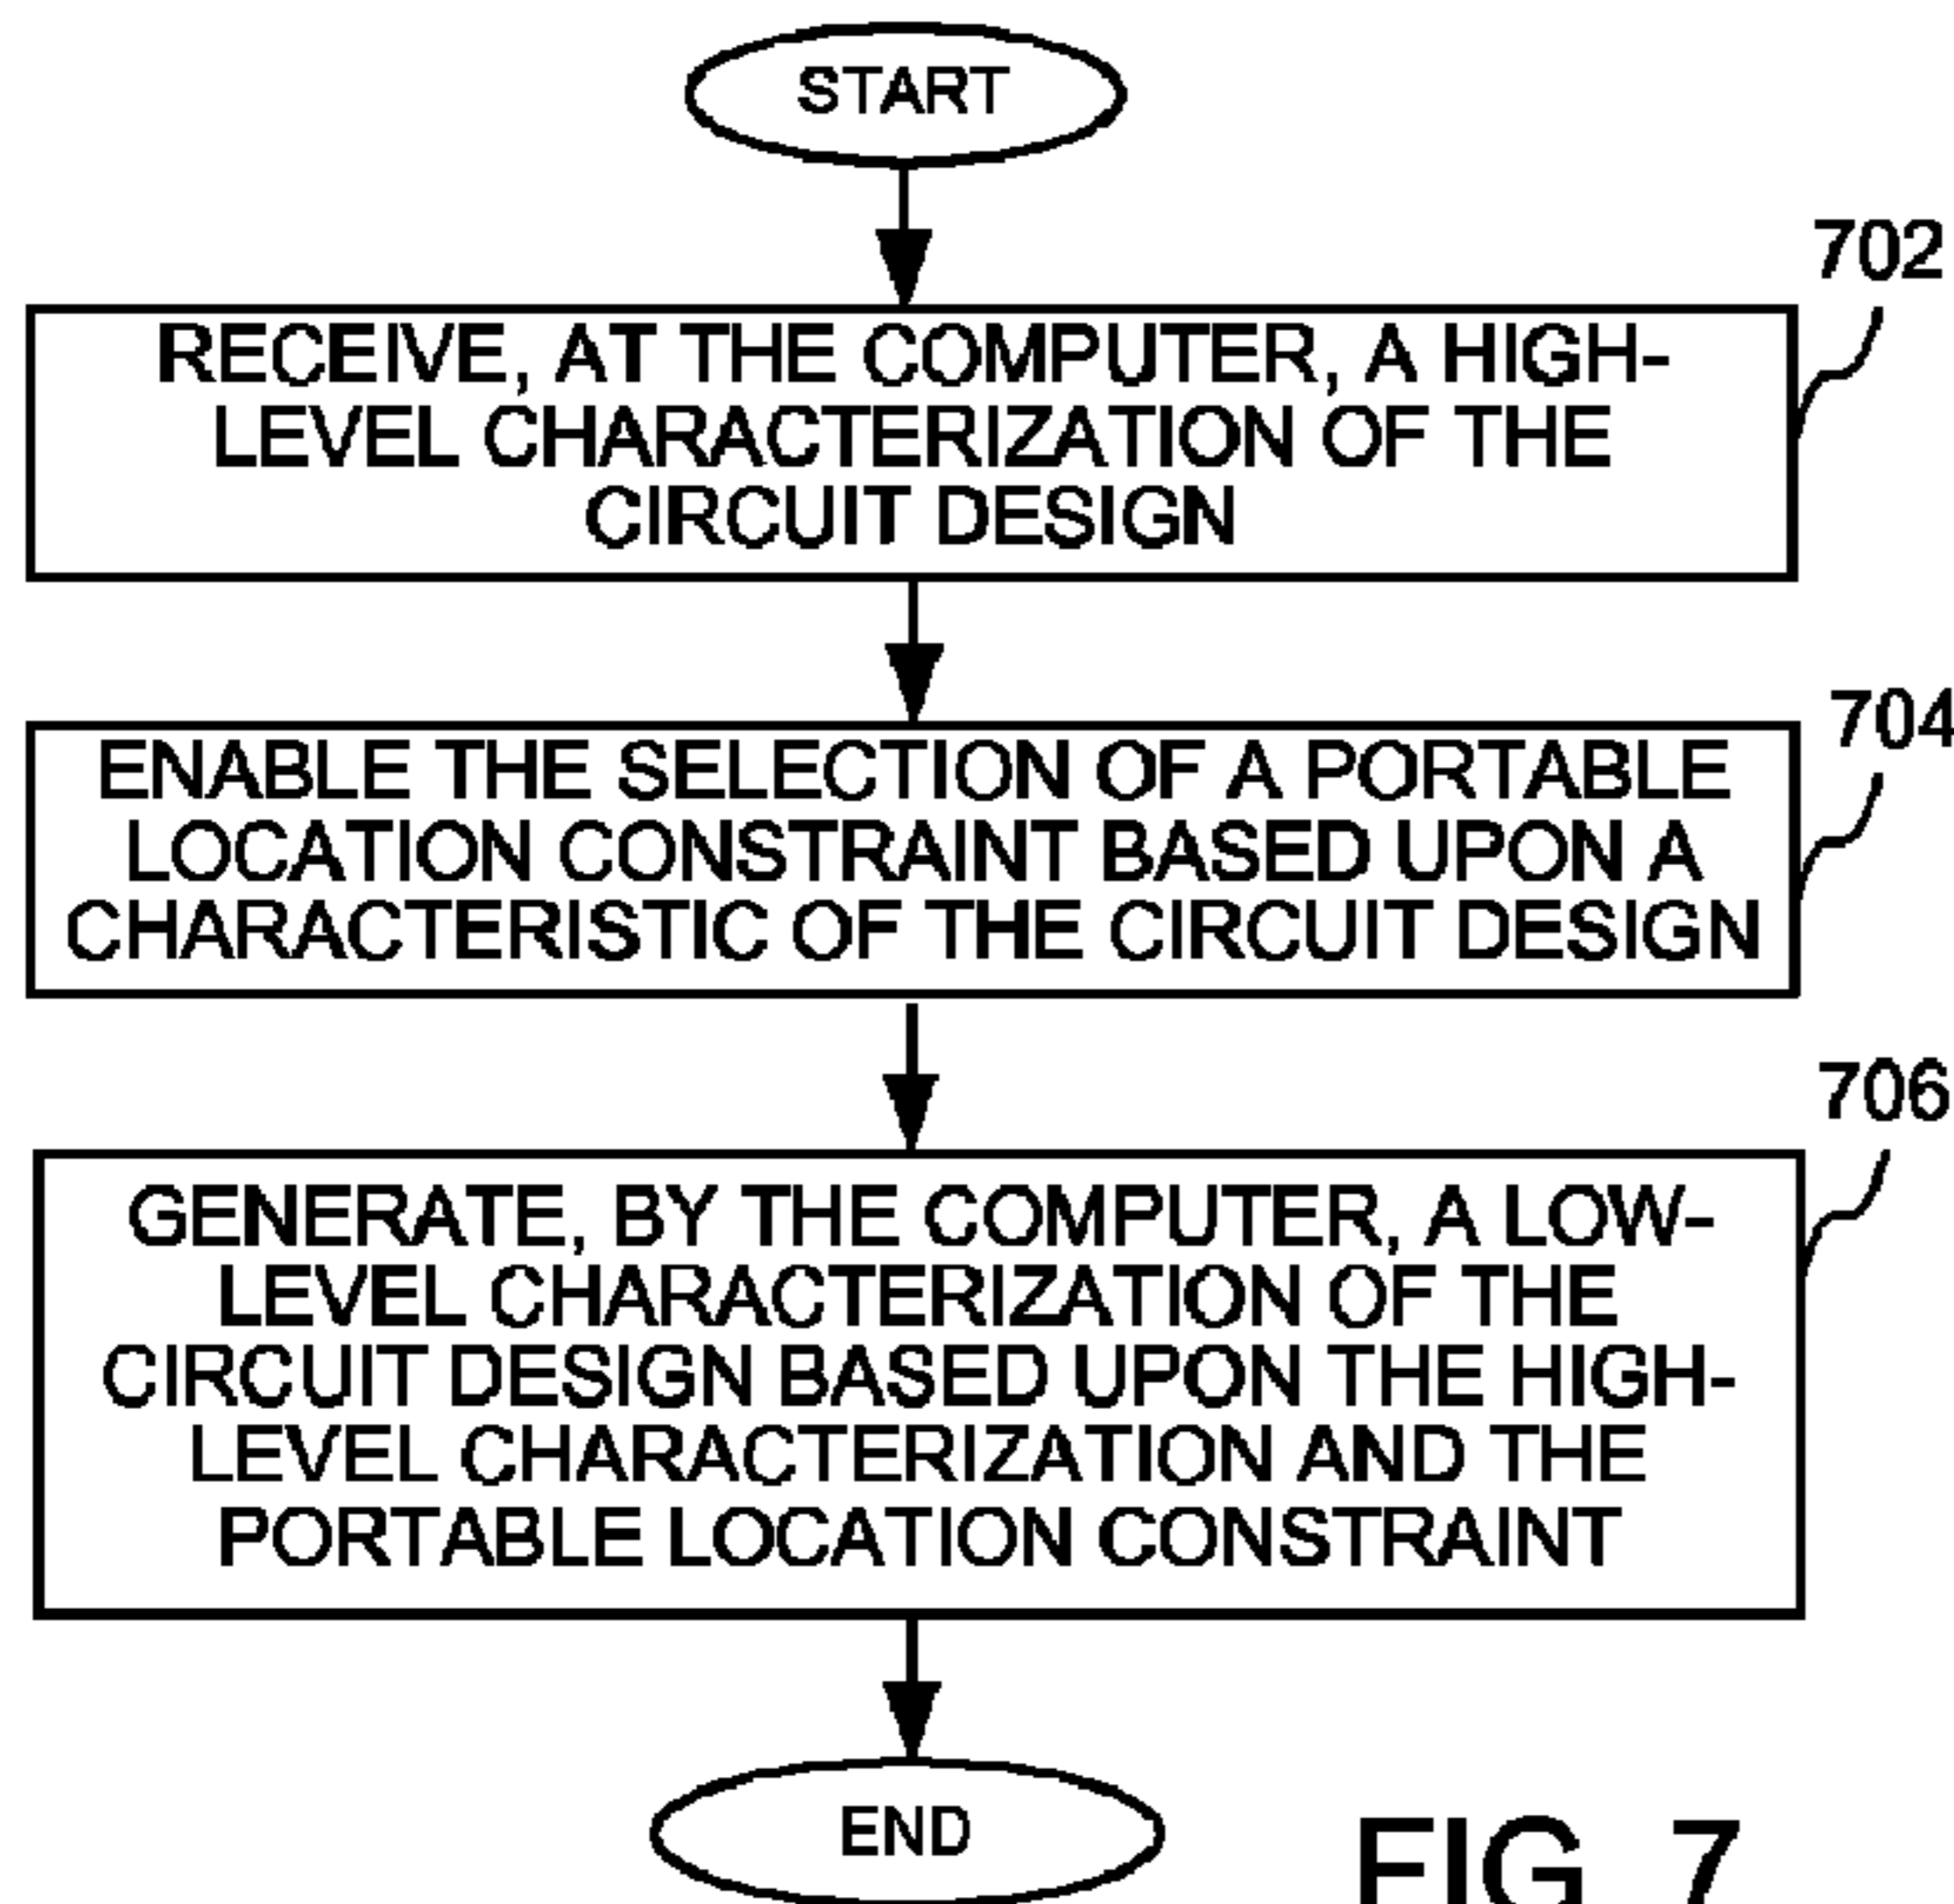 START
702
RECEIVE, AT THE COMPUTER, A HIGH-
LEVEL CHARACTERIZATION OF THE
CIRCUIT DESIGN
704
ENABLE THE SELECTION OF A PORTABLE
LOCATION CONSTRAINT BASED UPON A
CHARACTERISTIC OF THE CIRCUIT DESIGN
706
GENERATE, BY THE COMPUTER, A LOW-
LEVEL CHARACTERIZATION OF THE
CIRCUIT DESIGN BASED UPON THE HIGH-
LEVEL CHARACTERIZATION AND THE
PORTABLE LOCATION CONSTRAINT
END
FIG 7